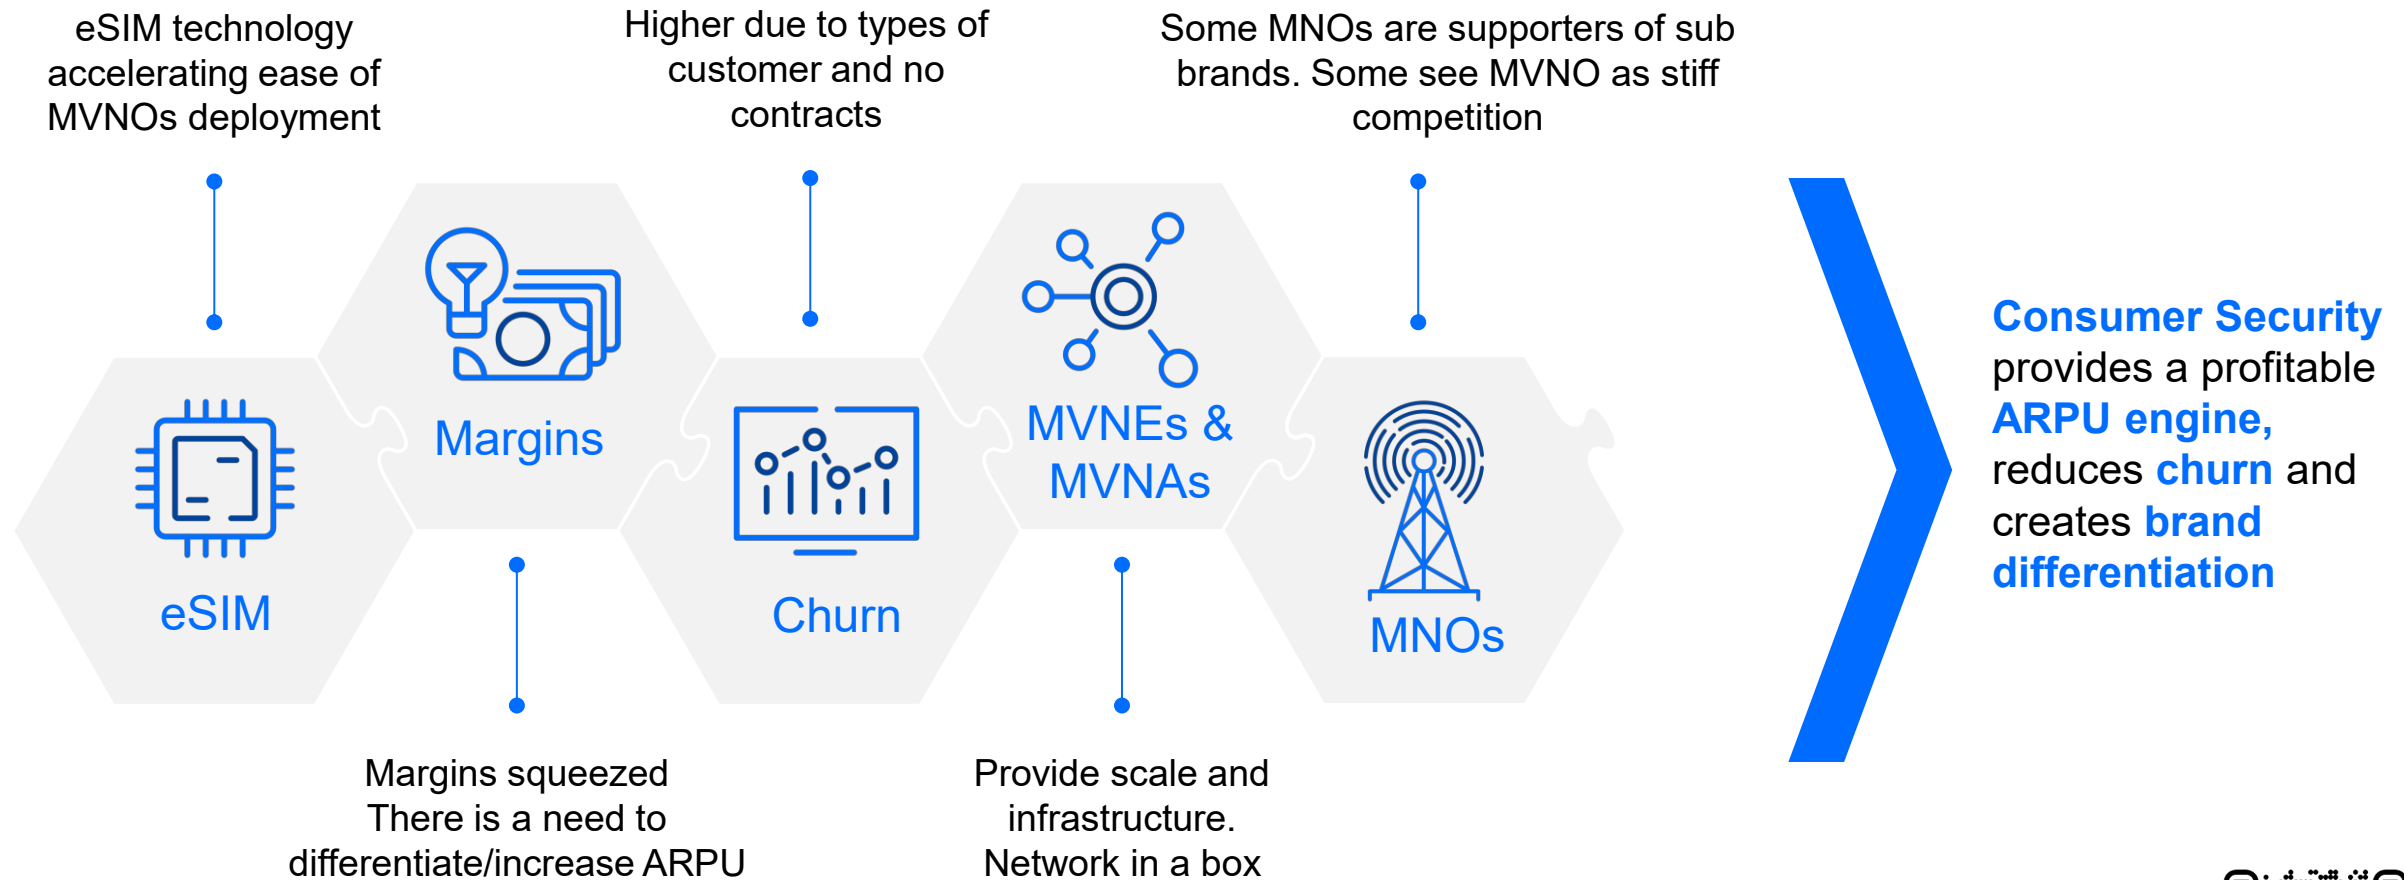 eSIM technology
accelerating ease of
MVNOs deployment
Higher due to types of
customer and no
contracts
Some MNOs are supporters of sub
brands. Some see MVNO as stiff
competition
eSIM
Margins
Churn
MVNEs &
MVNAs
MNOs
Margins squeezed
There is a need to
differentiate/increase ARPU
Provide scale and
infrastructure.
Network in a box
Consumer Security
provides a profitable
ARPU engine,
reduces churn and
creates brand
differentiation